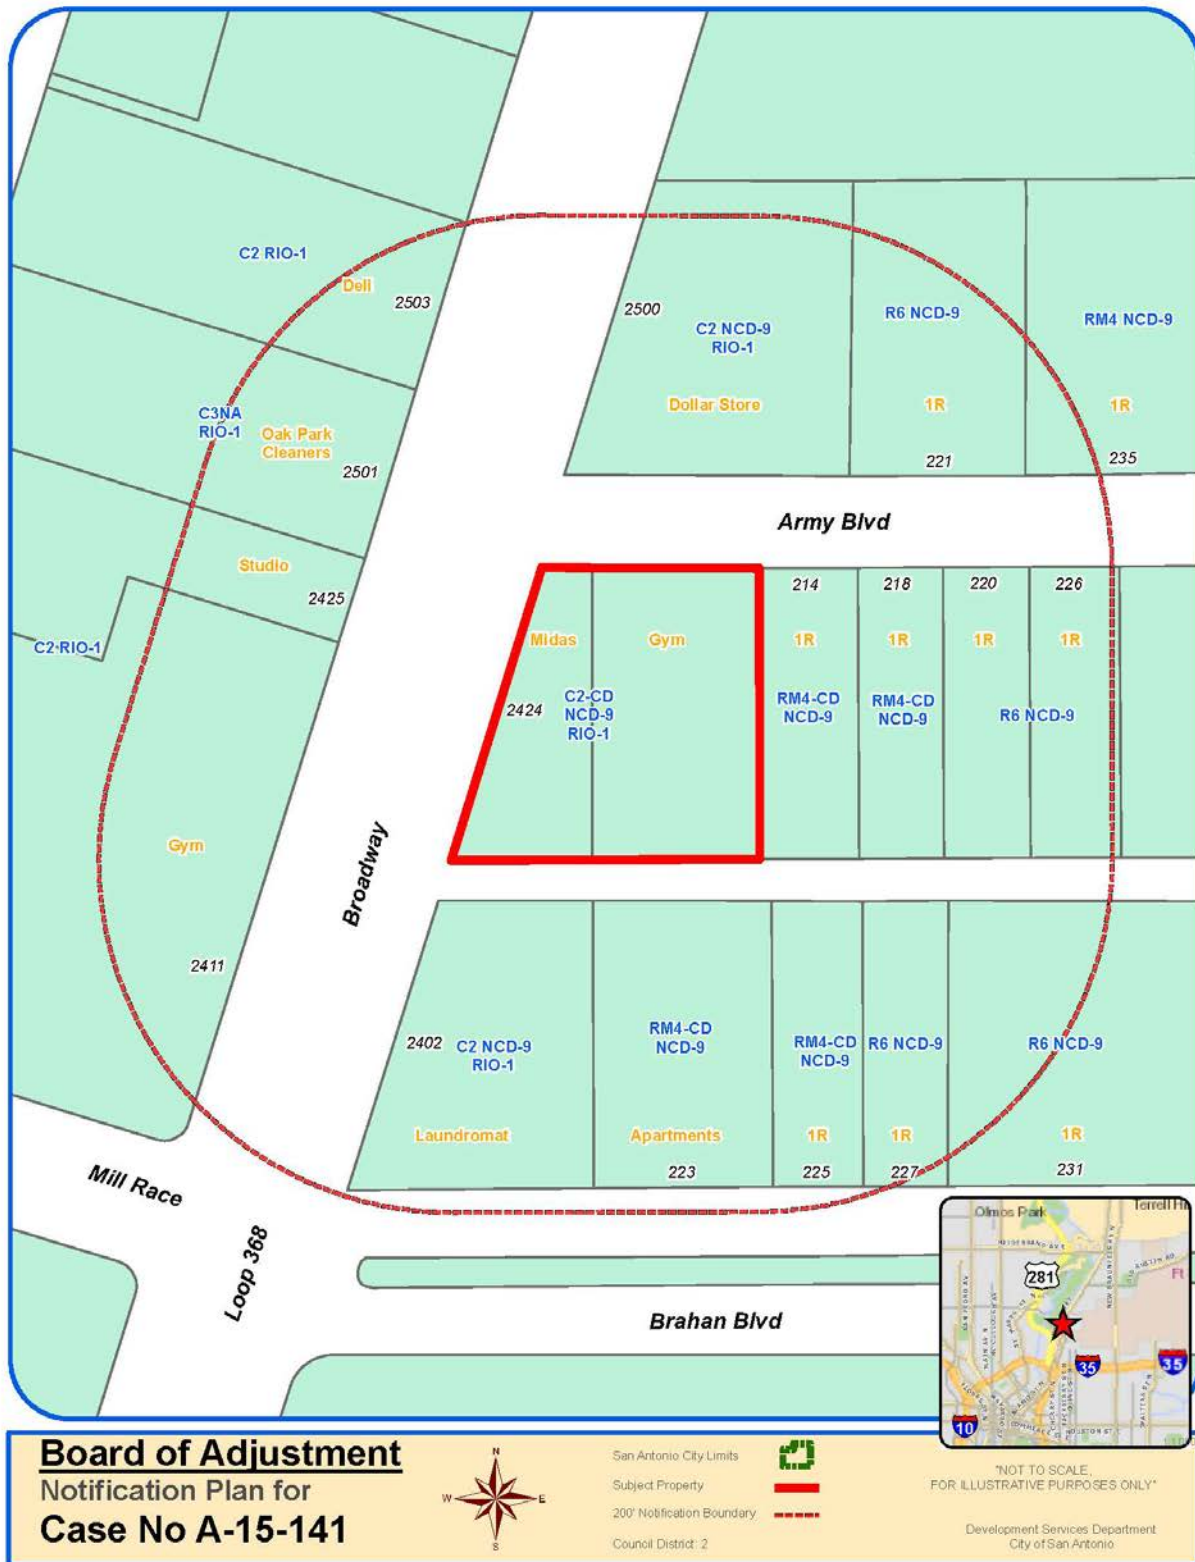 C2 RIO-1
Deli
2503
2500
C2 NCD-9
RIO-1
Dollar Store
R6 NCD-9
1R
221
RM4 NCD-9
1R
235
C3NA
RIO-1
Oak Park
Cleaners
2501
Army Blvd
Studio
2425
C2 RIO-1
Midas
Gym
2424
C2-CD
NCD-9
RIO-1
214
1R
RM4-CD
NCD-9
218
1R
RM4-CD
NCD-9
220
1R
226
1R
R6 NCD-9
Gym
2411
Broadway
2402
C2 NCD-9
RIO-1
Laundromat
RM4-CD
NCD-9
Apartments
223
RM4-CD
NCD-9
1R
225
R6 NCD-9
1R
227
R6 NCD-9
1R
231
Mill Race
Loop 368
Brahan Blvd
Olmos Park
281
35
35
10
Board of Adjustment
Notification Plan for
Case No A-15-141
N
W
E
S
San Antonio City Limits
Subject Property
200' Notification Boundary
Council District: 2
"NOT TO SCALE,
FOR ILLUSTRATIVE PURPOSES ONLY"
Development Services Department
City of San Antonio